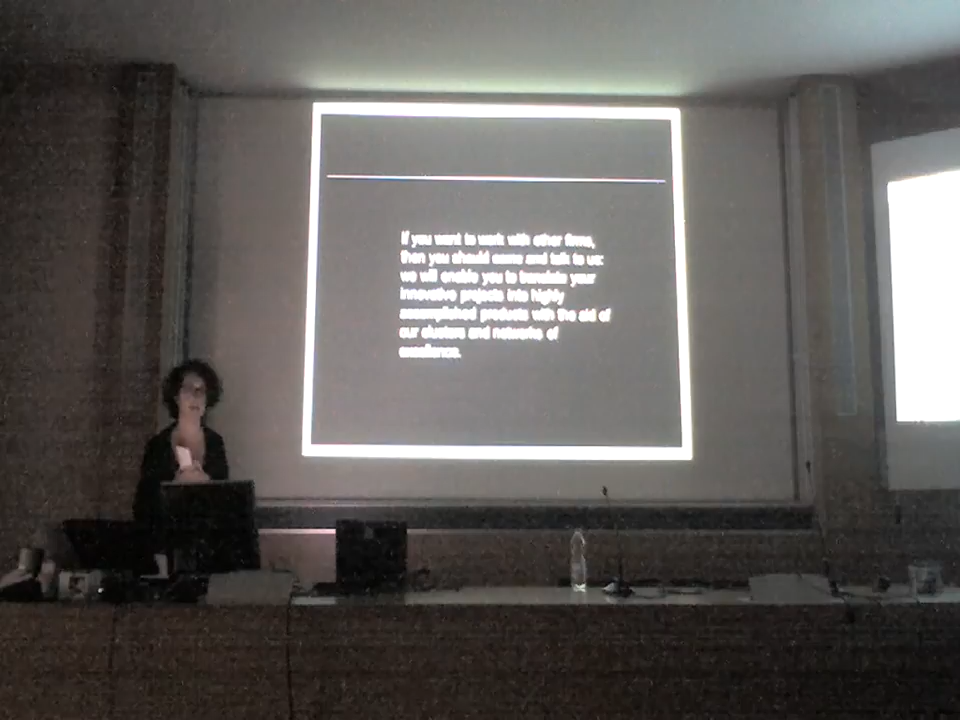 If you want to work with other firms,
then you should come and talk to us:
we will enable you to translate your
innovative projects into highly
accomplished products with the aid of
our clusters and networks of
excellence.